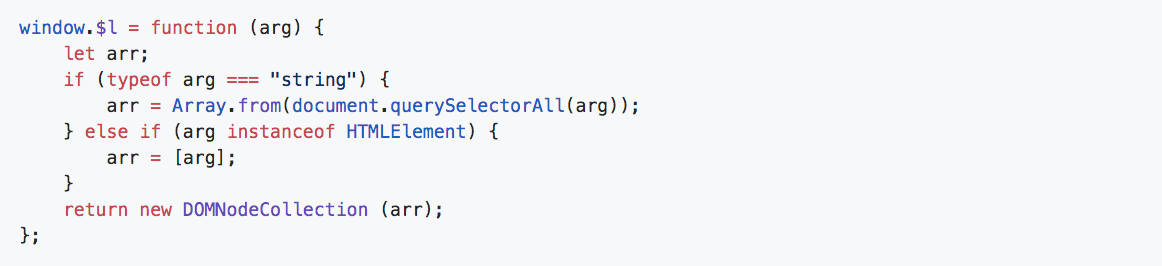 window.$l = function (arg) {
    let arr;
    if (typeof arg === "string") {
        arr = Array.from(document.querySelectorAll(arg));
    } else if (arg instanceof HTMLElement) {
        arr = [arg];
    }
    return new DOMNodeCollection (arr);
};